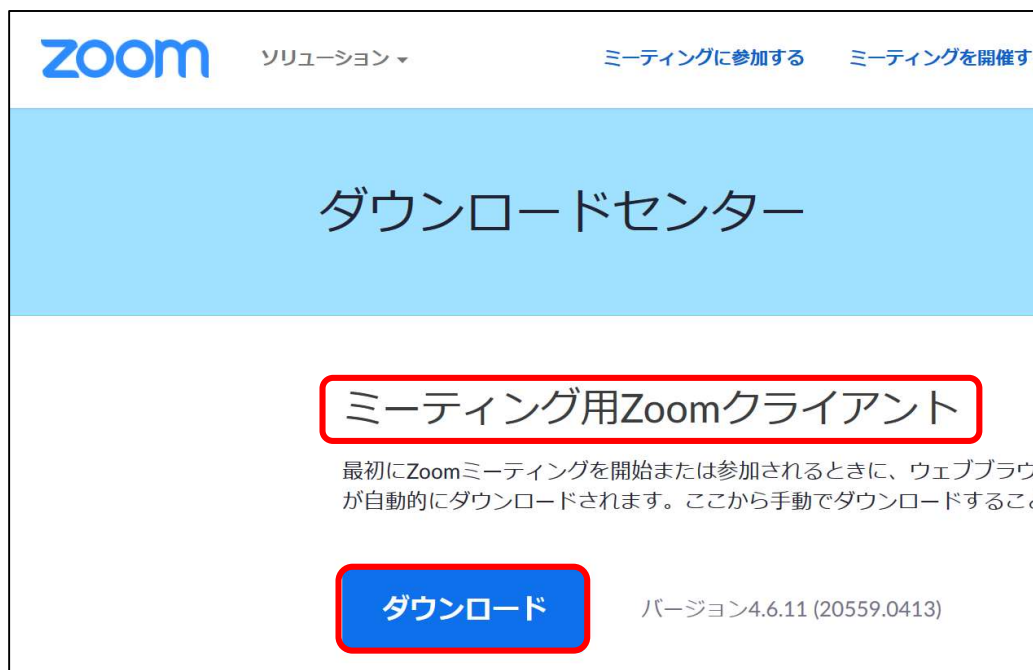 zoom ソリューション ミーティングに参加する ミーティングを開催す
ダウンロードセンター
ミーティング用Zoomクライアント
最初にZoomミーティングを開始または参加されるときに、ウェブブラウ
が自動的にダウンロードされます。ここから手動でダウンロードするこ
ダウンロード バージョン4.6.11 (20559.0413)